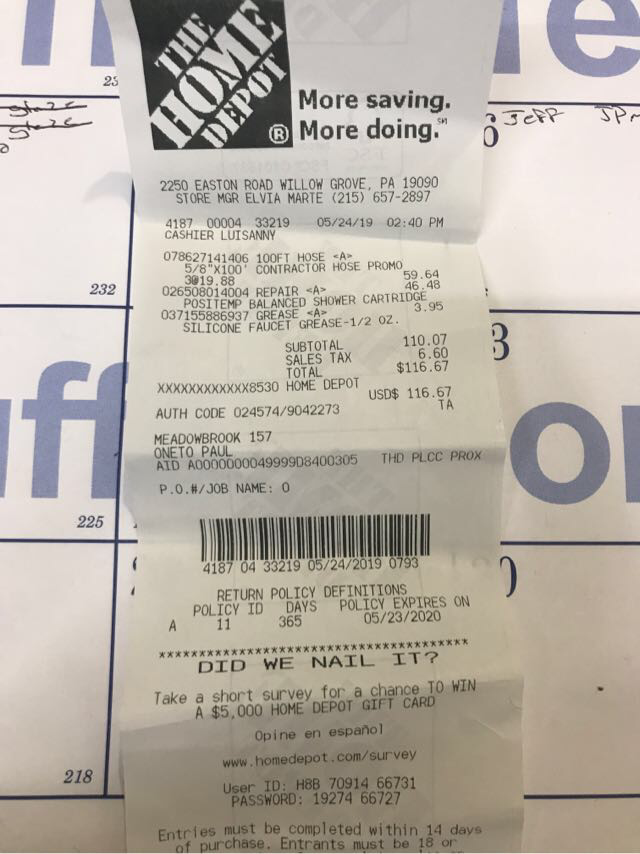 THE
HOME
DEPOT
®
More saving.
More doing.℠
2250 EASTON ROAD WILLOW GROVE, PA 19090
STORE MGR ELVIA MARTE (215) 657-2897
4187 00004 33219 05/24/19 02:40 PM
CASHIER LUISANNY
078627141406 100FT HOSE <A>
5/8"X100' CONTRACTOR HOSE PROMO
3@19.88 59.64
026508014004 REPAIR <A> 46.48
POSITEMP BALANCED SHOWER CARTRIDGE
037155886937 GREASE <A> 3.95
SILICONE FAUCET GREASE-1/2 OZ.
SUBTOTAL 110.07
SALES TAX 6.60
TOTAL $116.67
XXXXXXXXXXXX8530 HOME DEPOT
USD$ 116.67
AUTH CODE 024574/9042273 TA
MEADOWBROOK 157
ONETO PAUL
AID A0000000049999D8400305 THD PLCC PROX
P.O.#/JOB NAME: 0
4187 04 33219 05/24/2019 0793
RETURN POLICY DEFINITIONS
POLICY ID DAYS POLICY EXPIRES ON
A 11 365 05/23/2020
****************************************
DID WE NAIL IT?
Take a short survey for a chance TO WIN
A $5,000 HOME DEPOT GIFT CARD
Opine en español
www.homedepot.com/survey
User ID: H8B 70914 66731
PASSWORD: 19274 66727
Entries must be completed within 14 days
of purchase. Entrants must be 18 or
232
225
218
Jeff